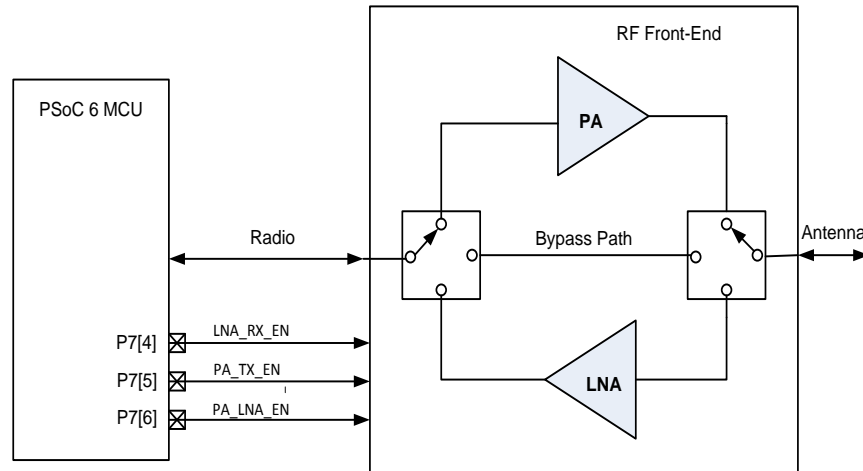 RF Front-End
PSoC 6 MCU
PA
Radio
Bypass Path
Antenna
P7[4]
LNA_RX_EN
P7[5]
PA_TX_EN
P7[6]
PA_LNA_EN
LNA